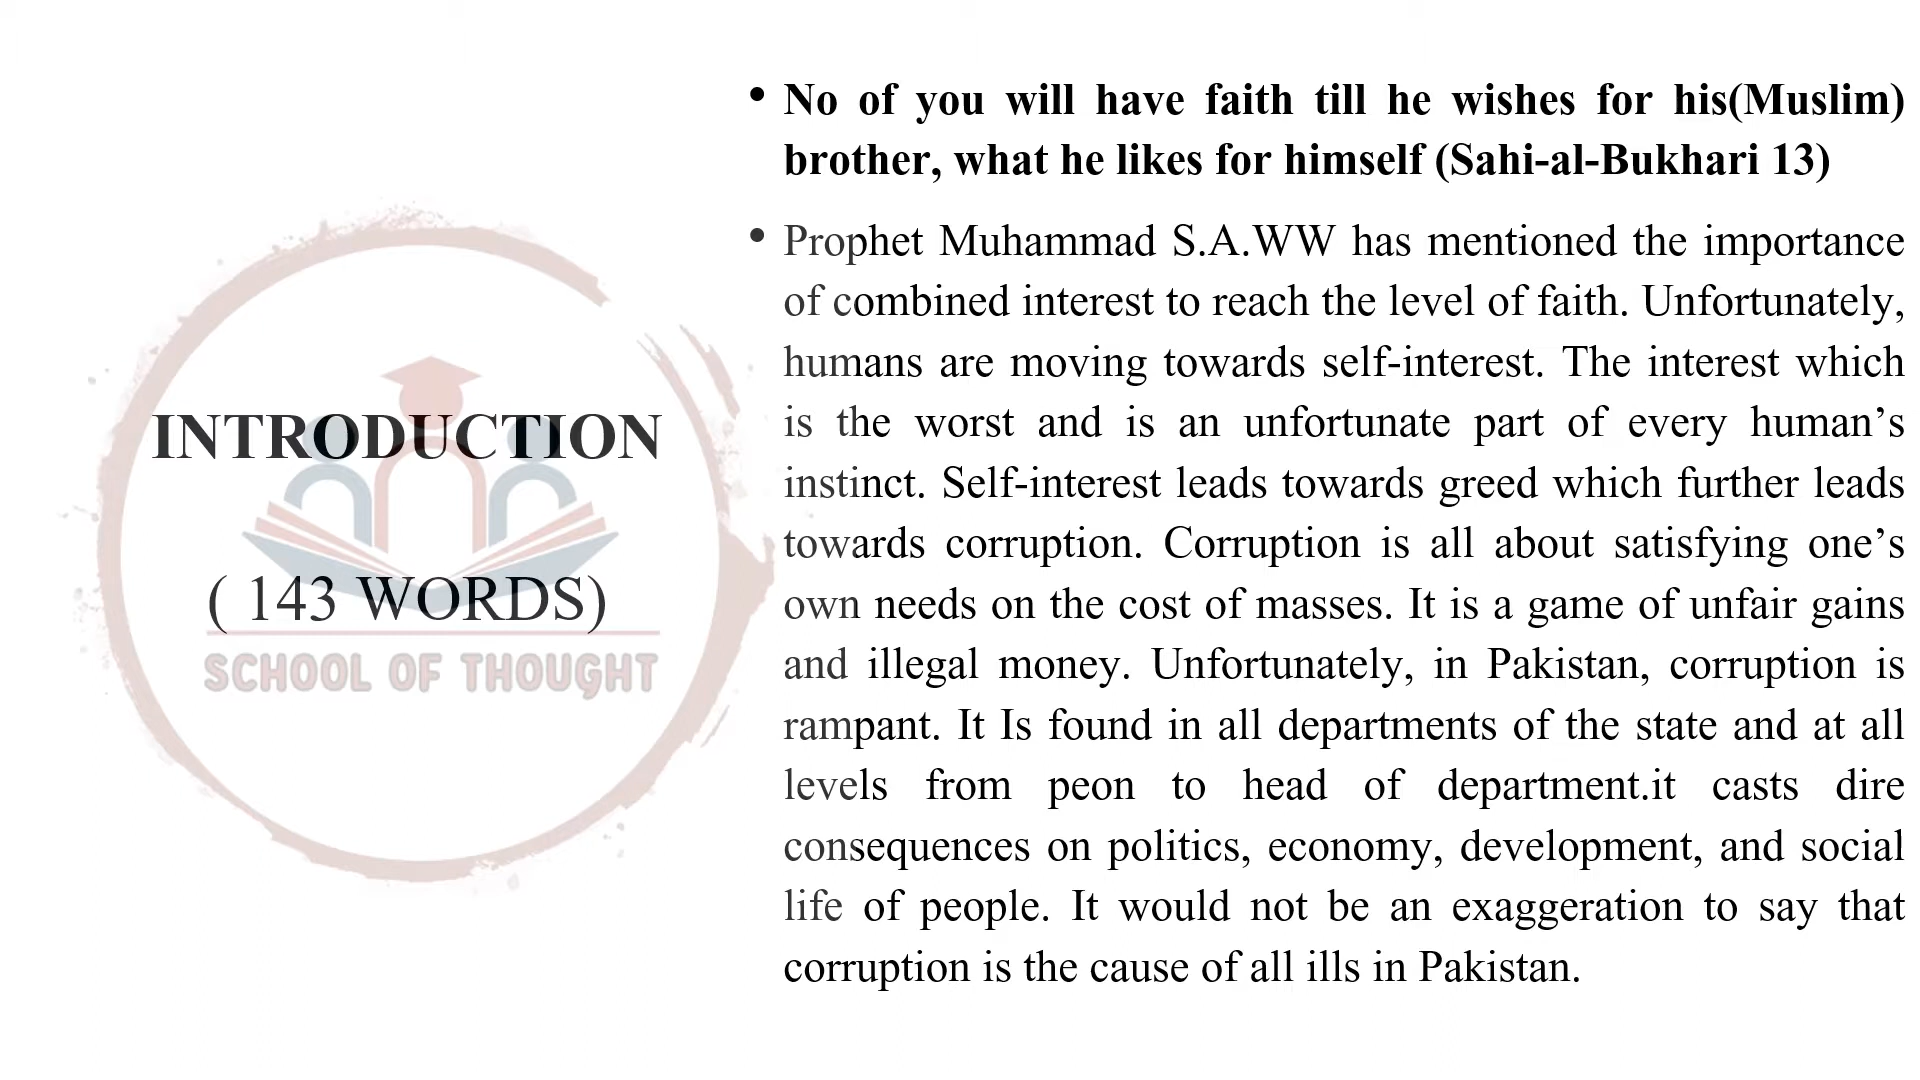 INTRODUCTION
( 143 WORDS)
SCHOOL OF THOUGHT
• No of you will have faith till he wishes for his(Muslim)
brother, what he likes for himself (Sahi-al-Bukhari 13)
• Prophet Muhammad S.A.WW has mentioned the importance
of combined interest to reach the level of faith. Unfortunately,
humans are moving towards self-interest. The interest which
is the worst and is an unfortunate part of every human’s
instinct. Self-interest leads towards greed which further leads
towards corruption. Corruption is all about satisfying one’s
own needs on the cost of masses. It is a game of unfair gains
and illegal money. Unfortunately, in Pakistan, corruption is
rampant. It Is found in all departments of the state and at all
levels from peon to head of department.it casts dire
consequences on politics, economy, development, and social
life of people. It would not be an exaggeration to say that
corruption is the cause of all ills in Pakistan.